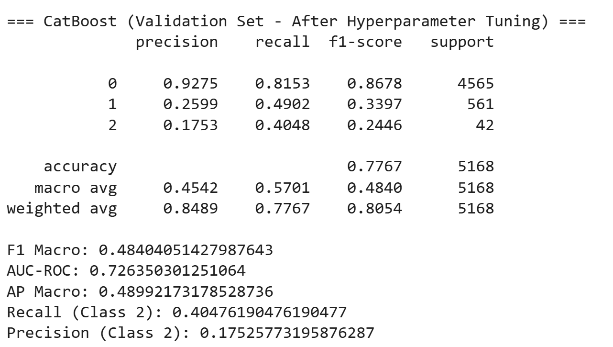 === CatBoost (Validation Set - After Hyperparameter Tuning) ===
precision recall f1-score support
0 0.9275 0.8153 0.8678 4565
1 0.2599 0.4902 0.3397 561
2 0.1753 0.4048 0.2446 42
accuracy 0.7767 5168
macro avg 0.4542 0.5701 0.4840 5168
weighted avg 0.8489 0.7767 0.8054 5168
F1 Macro: 0.48404051427987643
AUC-ROC: 0.726350301251064
AP Macro: 0.48992173178528736
Recall (Class 2): 0.40476190476190477
Precision (Class 2): 0.17525773195876287